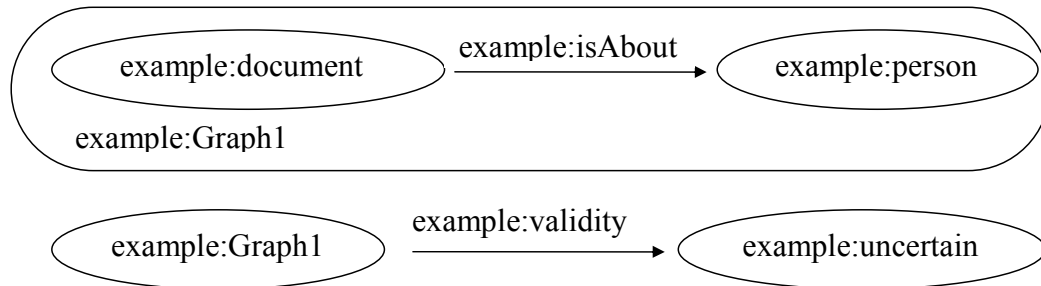 example:isAbout
example:document
example:person
example:Graph1
example:validity
example:Graph1
example:uncertain